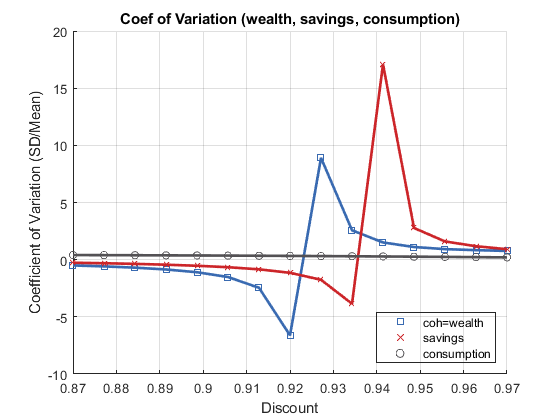 Coef of Variation (wealth, savings, consumption)
20
15
10
5
0
-5
-10
Coefficient of Variation (SD/Mean)
coh=wealth
savings
consumption
0.87 0.88 0.89 0.9 0.91 0.92 0.93 0.94 0.95 0.96 0.97
Discount